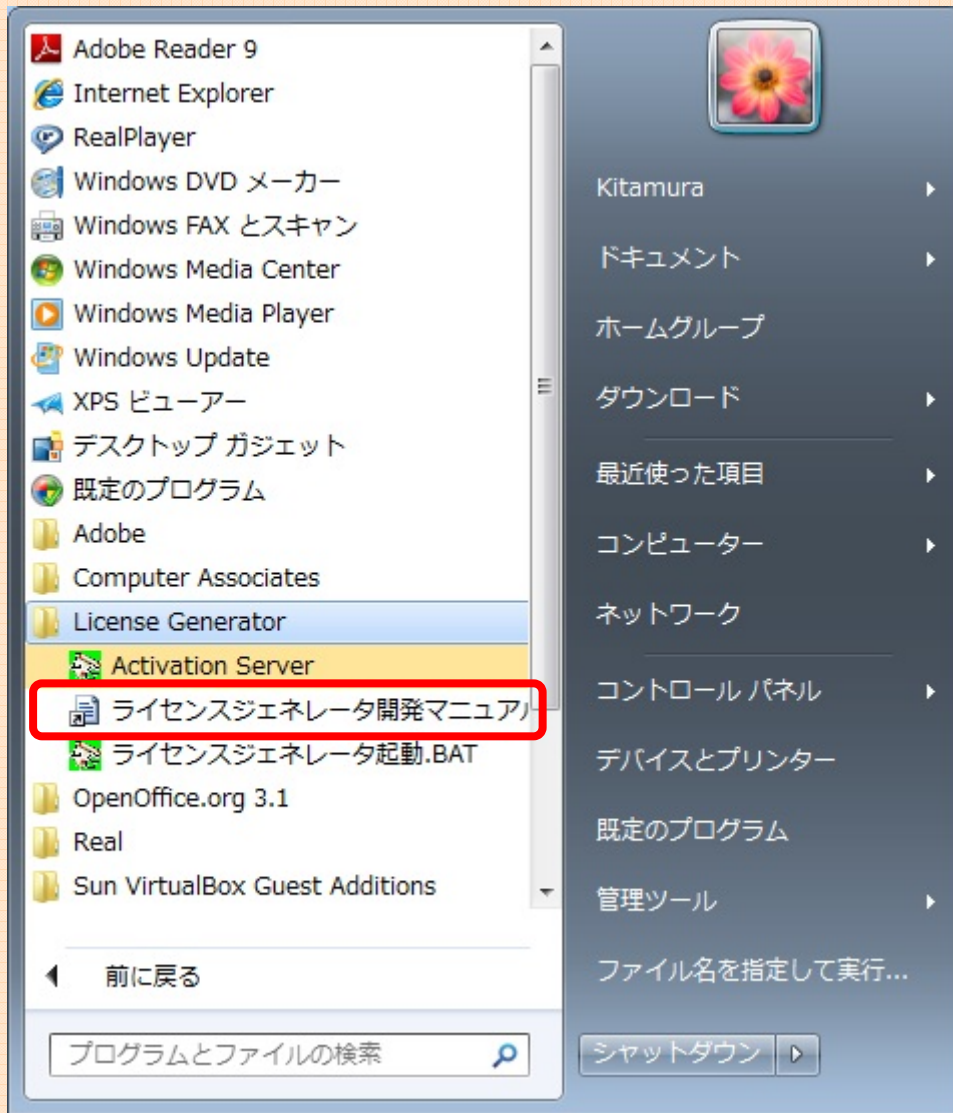 Adobe Reader 9
Internet Explorer
RealPlayer
Windows DVD メーカー
Windows FAX とスキャン
Windows Media Center
Windows Media Player
Windows Update
XPS ビューアー
デスクトップ ガジェット
既定のプログラム
Adobe
Computer Associates
License Generator
Activation Server
ライセンスジェネレータ開発マニュアル
ライセンスジェネレータ起動.BAT
OpenOffice.org 3.1
Real
Sun VirtualBox Guest Additions
前に戻る
プログラムとファイルの検索
Kitamura
ドキュメント
ホームグループ
ダウンロード
最近使った項目
コンピューター
ネットワーク
コントロール パネル
デバイスとプリンター
既定のプログラム
管理ツール
ファイル名を指定して実行...
シャットダウン